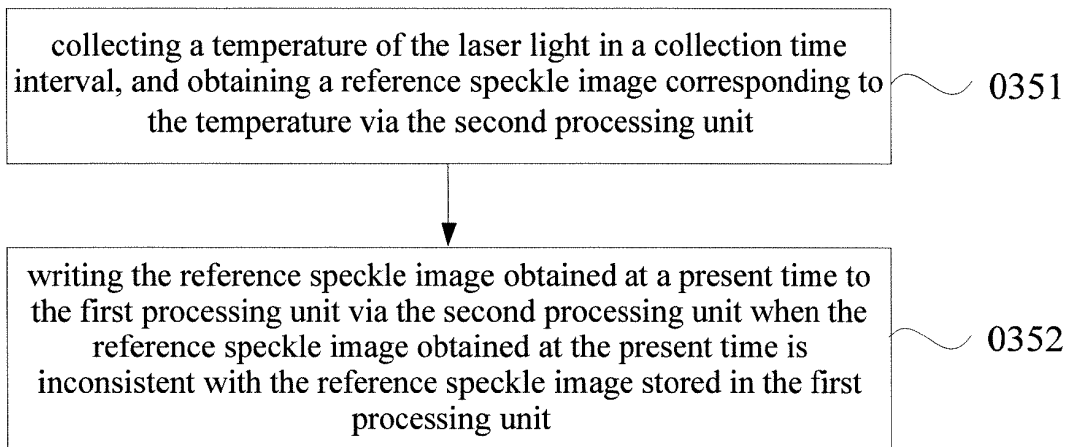 collecting a temperature of the laser light in a collection time
interval, and obtaining a reference speckle image corresponding to
the temperature via the second processing unit
0351
writing the reference speckle image obtained at a present time to
the first processing unit via the second processing unit when the
reference speckle image obtained at the present time is
inconsistent with the reference speckle image stored in the first
processing unit
0352